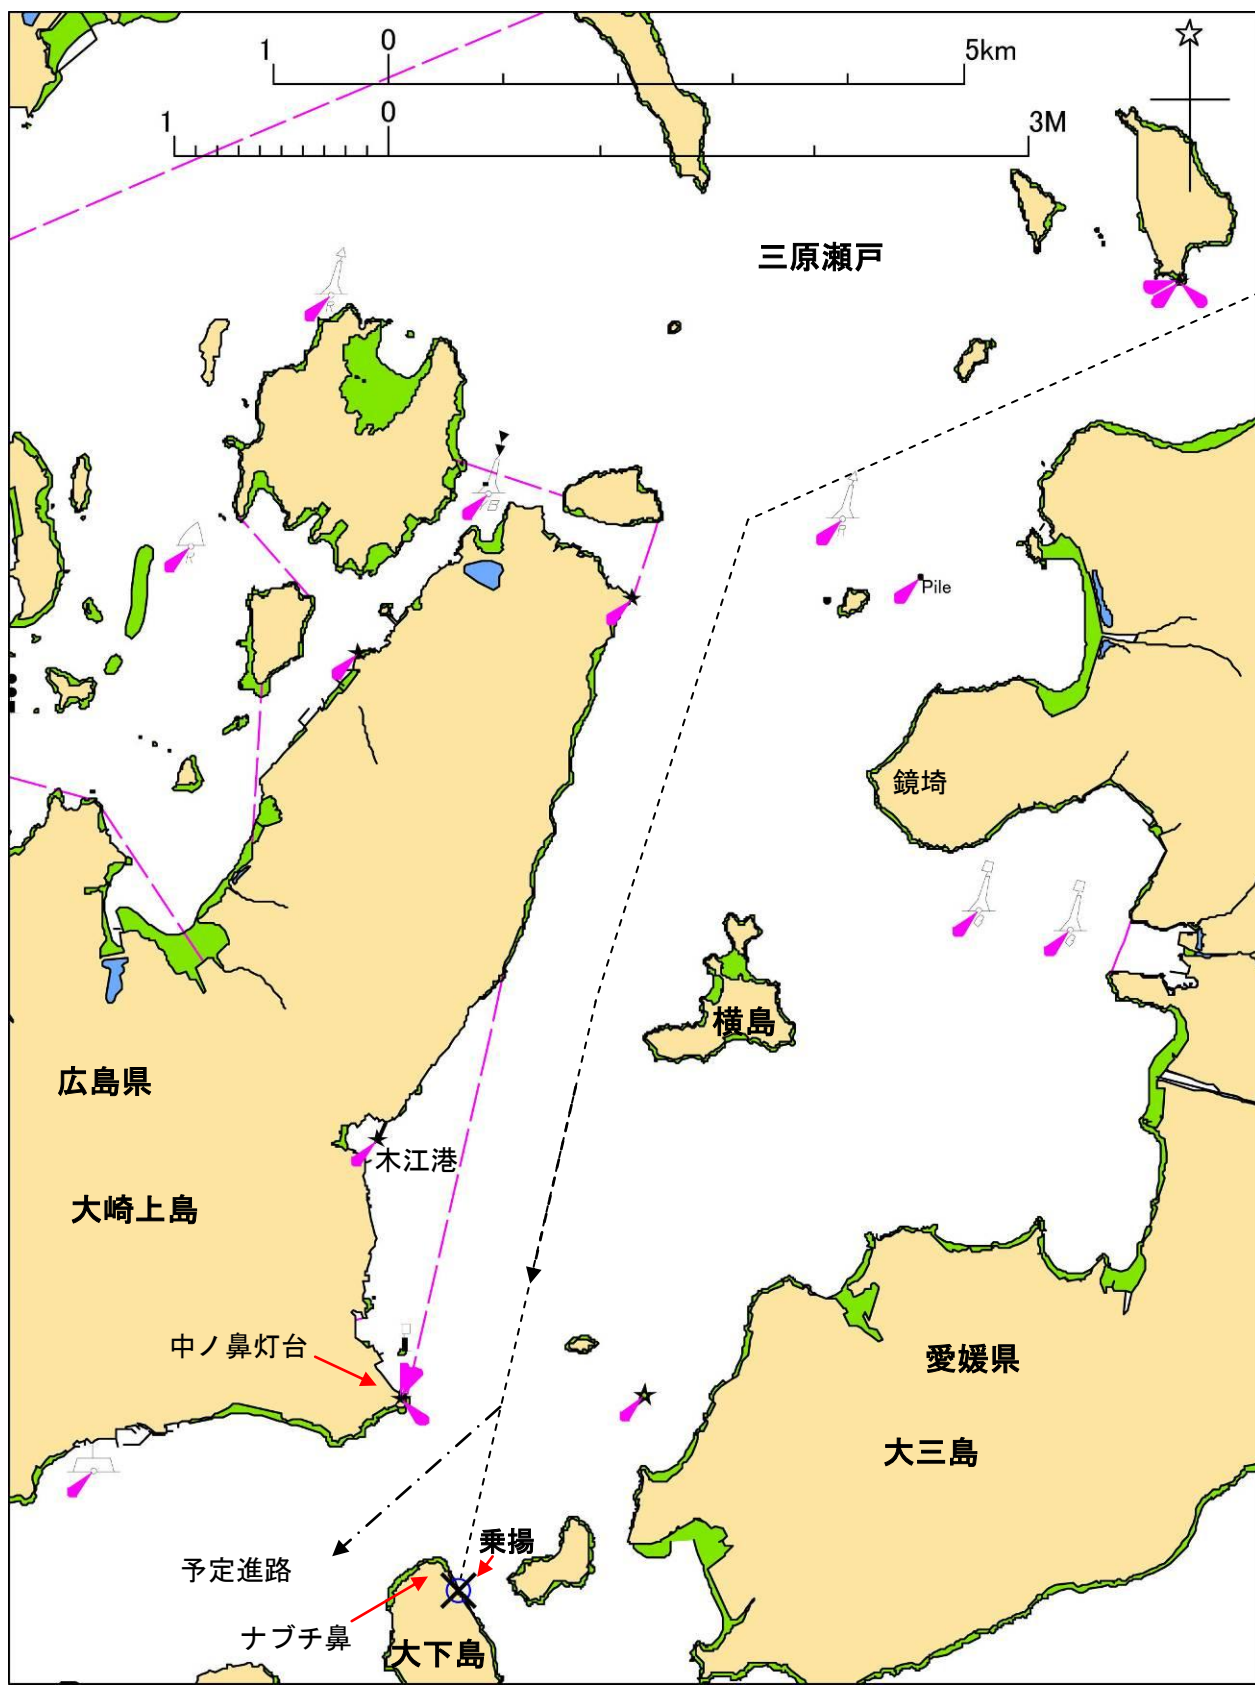 1 0 5km
1 0 3M
三原瀬戸
Pile
鏡埼
横島
広島県
木江港
大崎上島
中ノ鼻灯台
愛媛県
大三島
乗揚
予定進路
ナブチ鼻
大下島